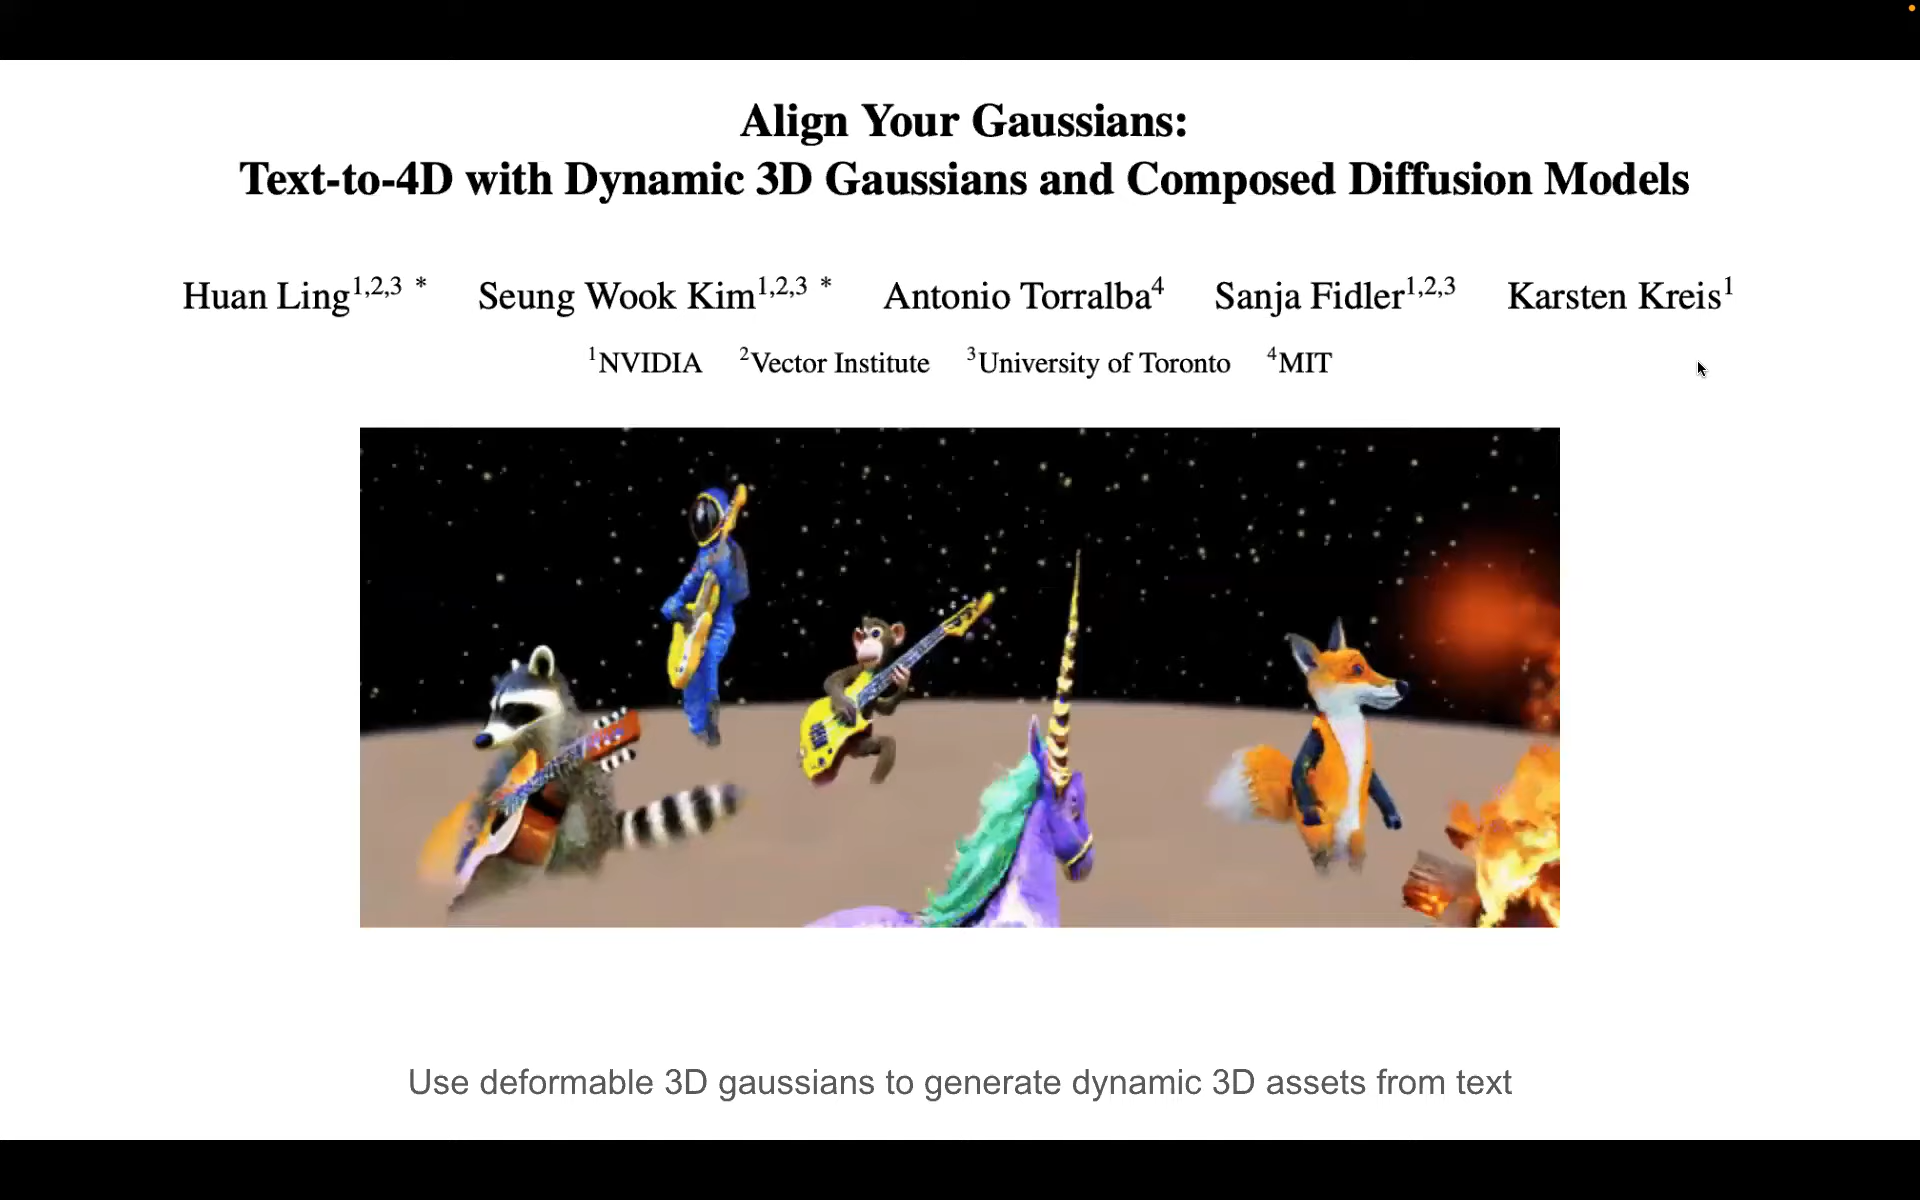 Align Your Gaussians:
Text-to-4D with Dynamic 3D Gaussians and Composed Diffusion Models
Huan Ling1,2,3 * Seung Wook Kim1,2,3 * Antonio Torralba4 Sanja Fidler1,2,3 Karsten Kreis1
1NVIDIA 2Vector Institute 3University of Toronto 4MIT
Use deformable 3D gaussians to generate dynamic 3D assets from text